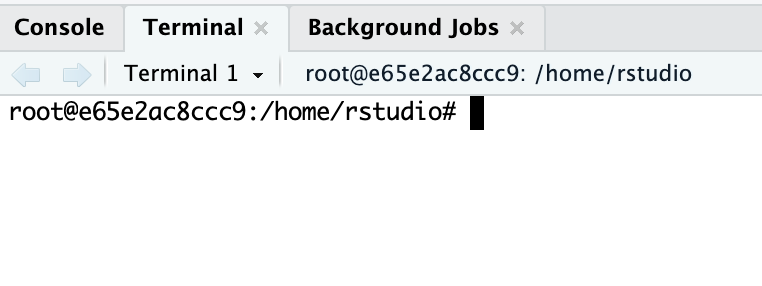 Console Terminal Background Jobs
Terminal 1 root@e65e2ac8ccc9: /home/rstudio
root@e65e2ac8ccc9:/home/rstudio#